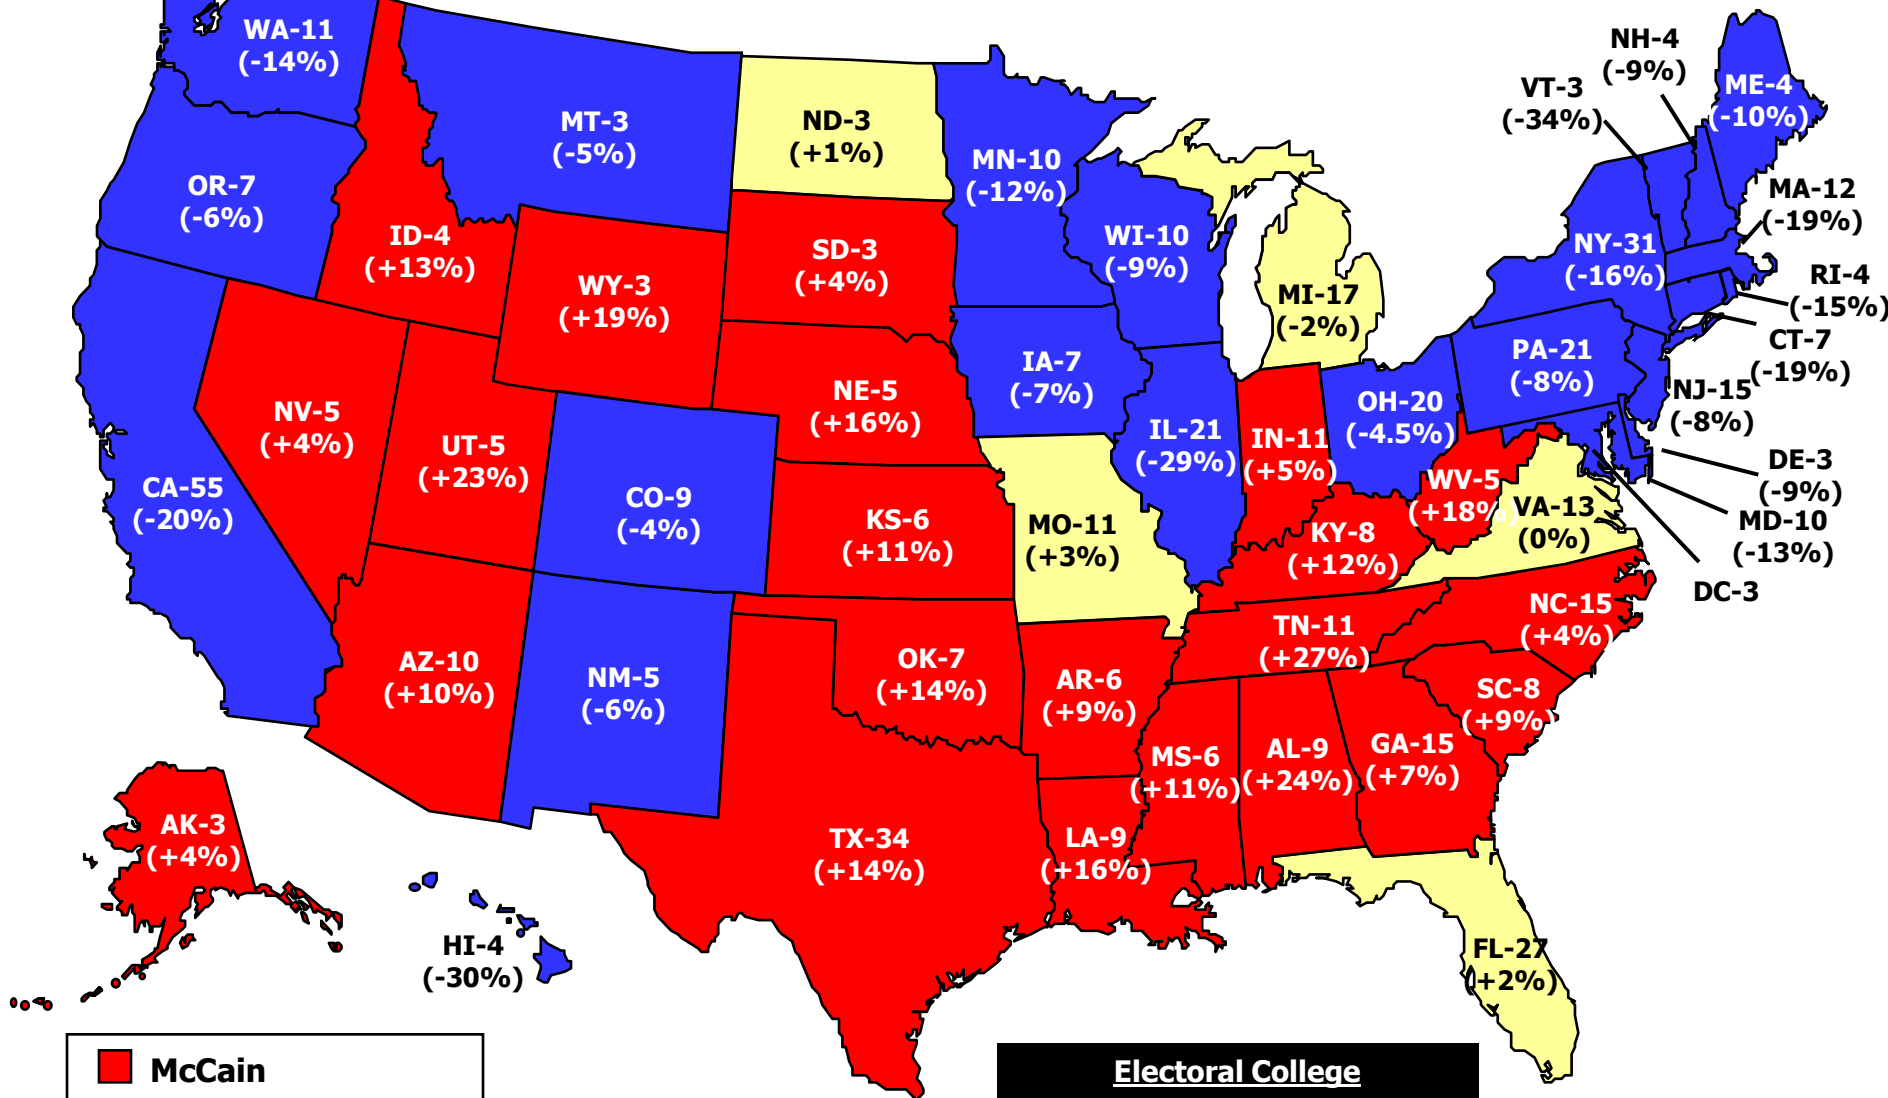 WA-11
(-14%)
NH-4
(-9%)
VT-3
(-34%)
ME-4
(-10%)
MT-3
(-5%)
ND-3
(+1%)
MN-10
(-12%)
OR-7
(-6%)
MA-12
(-19%)
ID-4
(+13%)
SD-3
(+4%)
WI-10
(-9%)
NY-31
(-16%)
RI-4
(-15%)
WY-3
(+19%)
MI-17
(-2%)
CT-7
(-19%)
IA-7
(-7%)
PA-21
(-8%)
NJ-15
(-8%)
NV-5
(+4%)
UT-5
(+23%)
NE-5
(+16%)
IL-21
(-29%)
IN-11
(+5%)
OH-20
(-4.5%)
DE-3
(-9%)
CA-55
(-20%)
CO-9
(-4%)
KS-6
(+11%)
MO-11
(+3%)
KY-8
(+12%)
WV-5
(+18%)
VA-13
(0%)
MD-10
(-13%)
DC-3
NC-15
(+4%)
TN-11
(+27%)
AZ-10
(+10%)
NM-5
(-6%)
OK-7
(+14%)
AR-6
(+9%)
SC-8
(+9%)
MS-6
(+11%)
AL-9
(+24%)
GA-15
(+7%)
AK-3
(+4%)
TX-34
(+14%)
LA-9
(+16%)
HI-4
(-30%)
FL-27
(+2%)
McCain
Electoral College